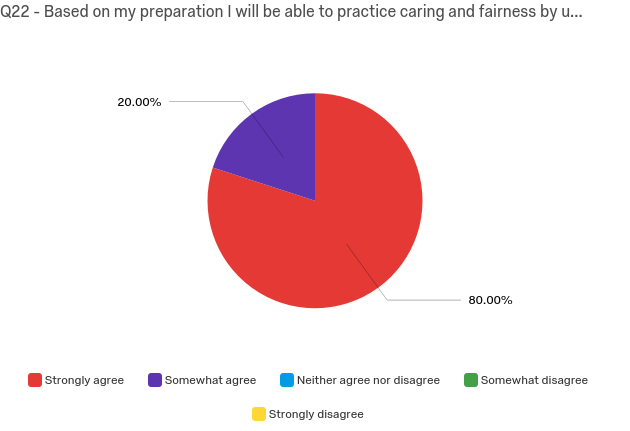 Q22 - Based on my preparation I will be able to practice caring and fairness by u...
20.00%
80.00%
Strongly agree Somewhat agree Neither agree nor disagree Somewhat disagree
Strongly disagree